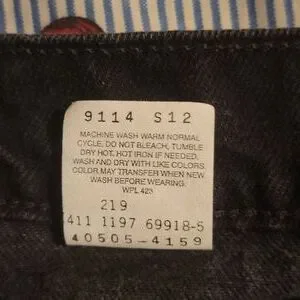 9114 S12
MACHINE WASH WARM NORMAL
CYCLE. DO NOT BLEACH, TUMBLE
DRY HOT, HOT IRON IF NEEDED,
WASH AND DRY WITH LIKE COLORS.
COLOR MAY TRANSFER WHEN NEW
WASH BEFORE WEARING.
WPL 423
219
411 1197 69918-5
40505-4159